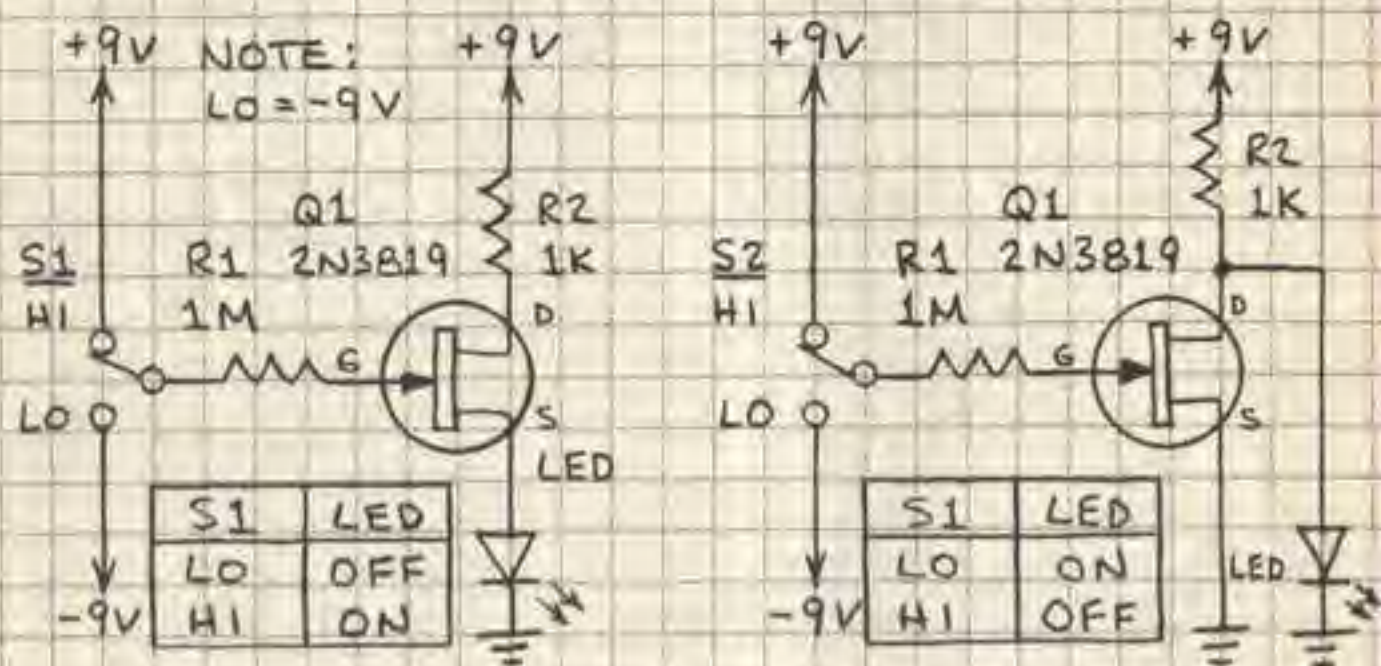 +9V NOTE: +9V
LO = -9V
Q1 R2
S1 R1 2N3819 1K
HI 1M D
G
LO S
LED
S1 LED
LO OFF
-9V HI ON
+9V +9V
R2
Q1 1K
S2 R1 2N3819
HI 1M D
G
LO S
S1 LED
LO ON LED
-9V HI OFF